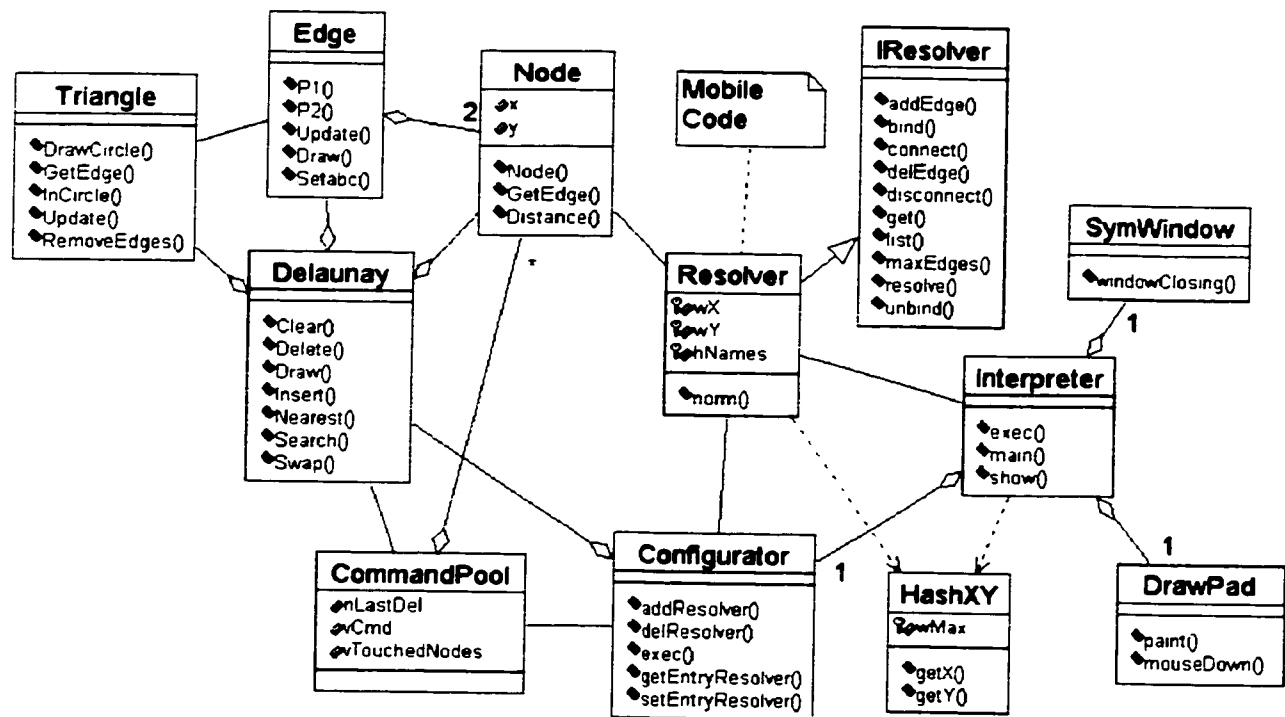 Edge
P1()
P2()
Update()
Draw()
Setabc()
Triangle
DrawCircle()
GetEdge()
InCircle()
Update()
RemoveEdges()
Node
x
y
Node()
GetEdge()
Distance()
2
*
Mobile
Code
IResolver
addEdge()
bind()
connect()
delEdge()
disconnect()
get()
list()
maxEdges()
resolve()
unbind()
SymWindow
windowClosing()
1
Delaunay
Clear()
Delete()
Draw()
Insert()
Nearest()
Search()
Swap()
Resolver
wX
wY
hNames
norm()
Interpreter
exec()
main()
show()
CommandPool
nLastDel
vCmd
vTouchedNodes
Configurator
addResolver()
delResolver()
exec()
getEntryResolver()
setEntryResolver()
1
HashXY
wMax
getX()
getY()
1
DrawPad
paint()
mouseDown()